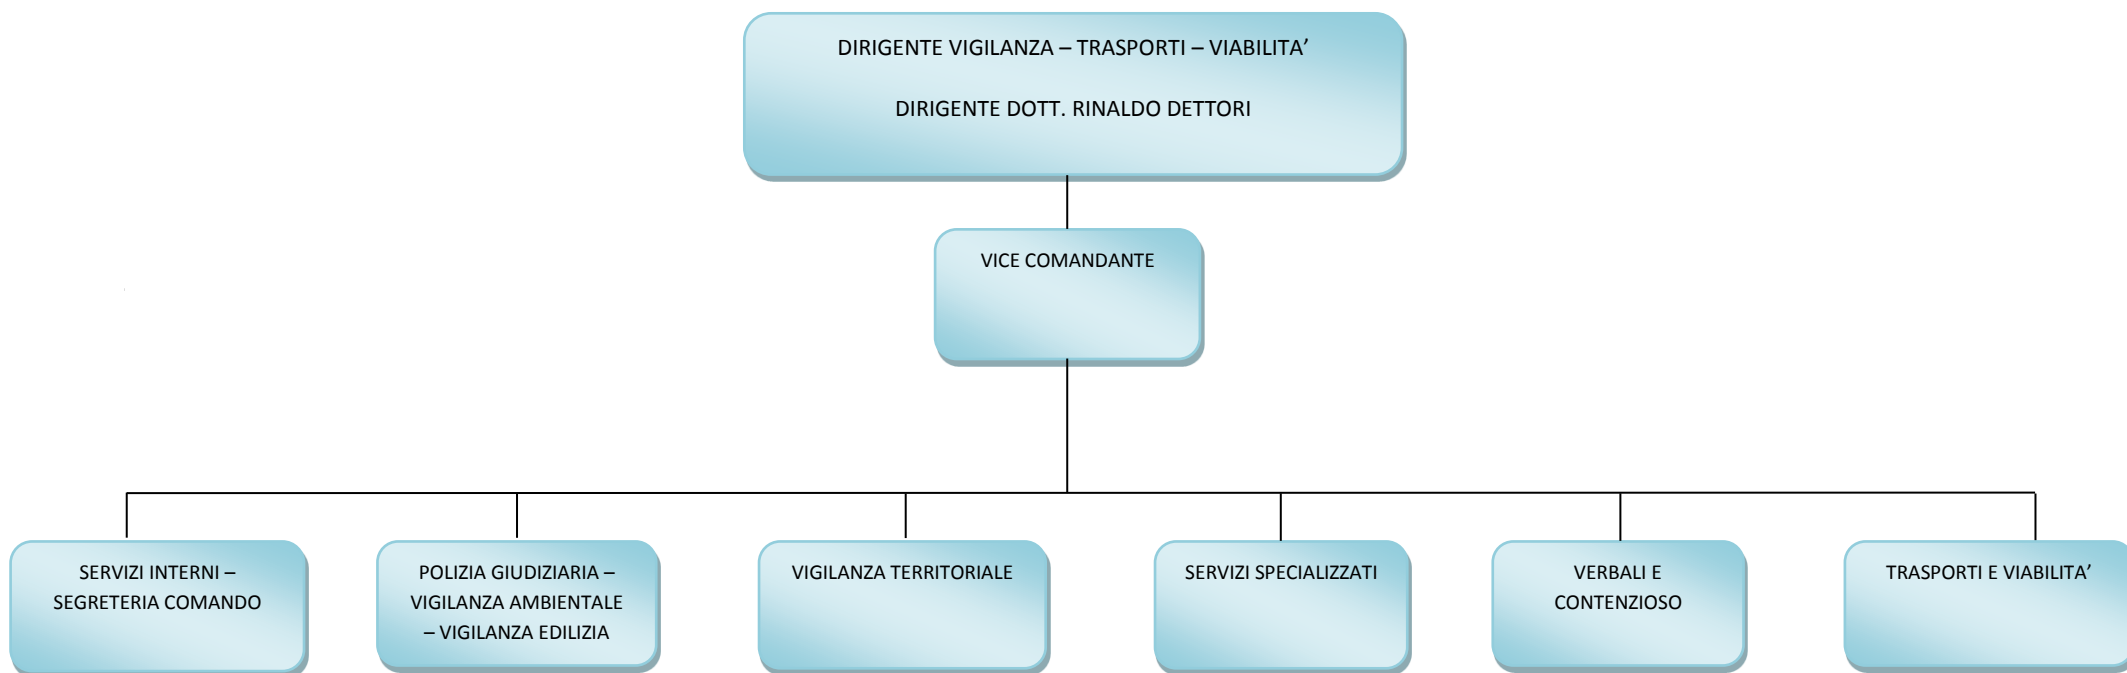 DIRIGENTE VIGILANZA – TRASPORTI – VIABILITA’
DIRIGENTE DOTT. RINALDO DETTORI
VICE COMANDANTE
SERVIZI INTERNI –
SEGRETERIA COMANDO
POLIZIA GIUDIZIARIA –
VIGILANZA AMBIENTALE
– VIGILANZA EDILIZIA
VIGILANZA TERRITORIALE
SERVIZI SPECIALIZZATI
VERBALI E
CONTENZIOSO
TRASPORTI E VIABILITA’